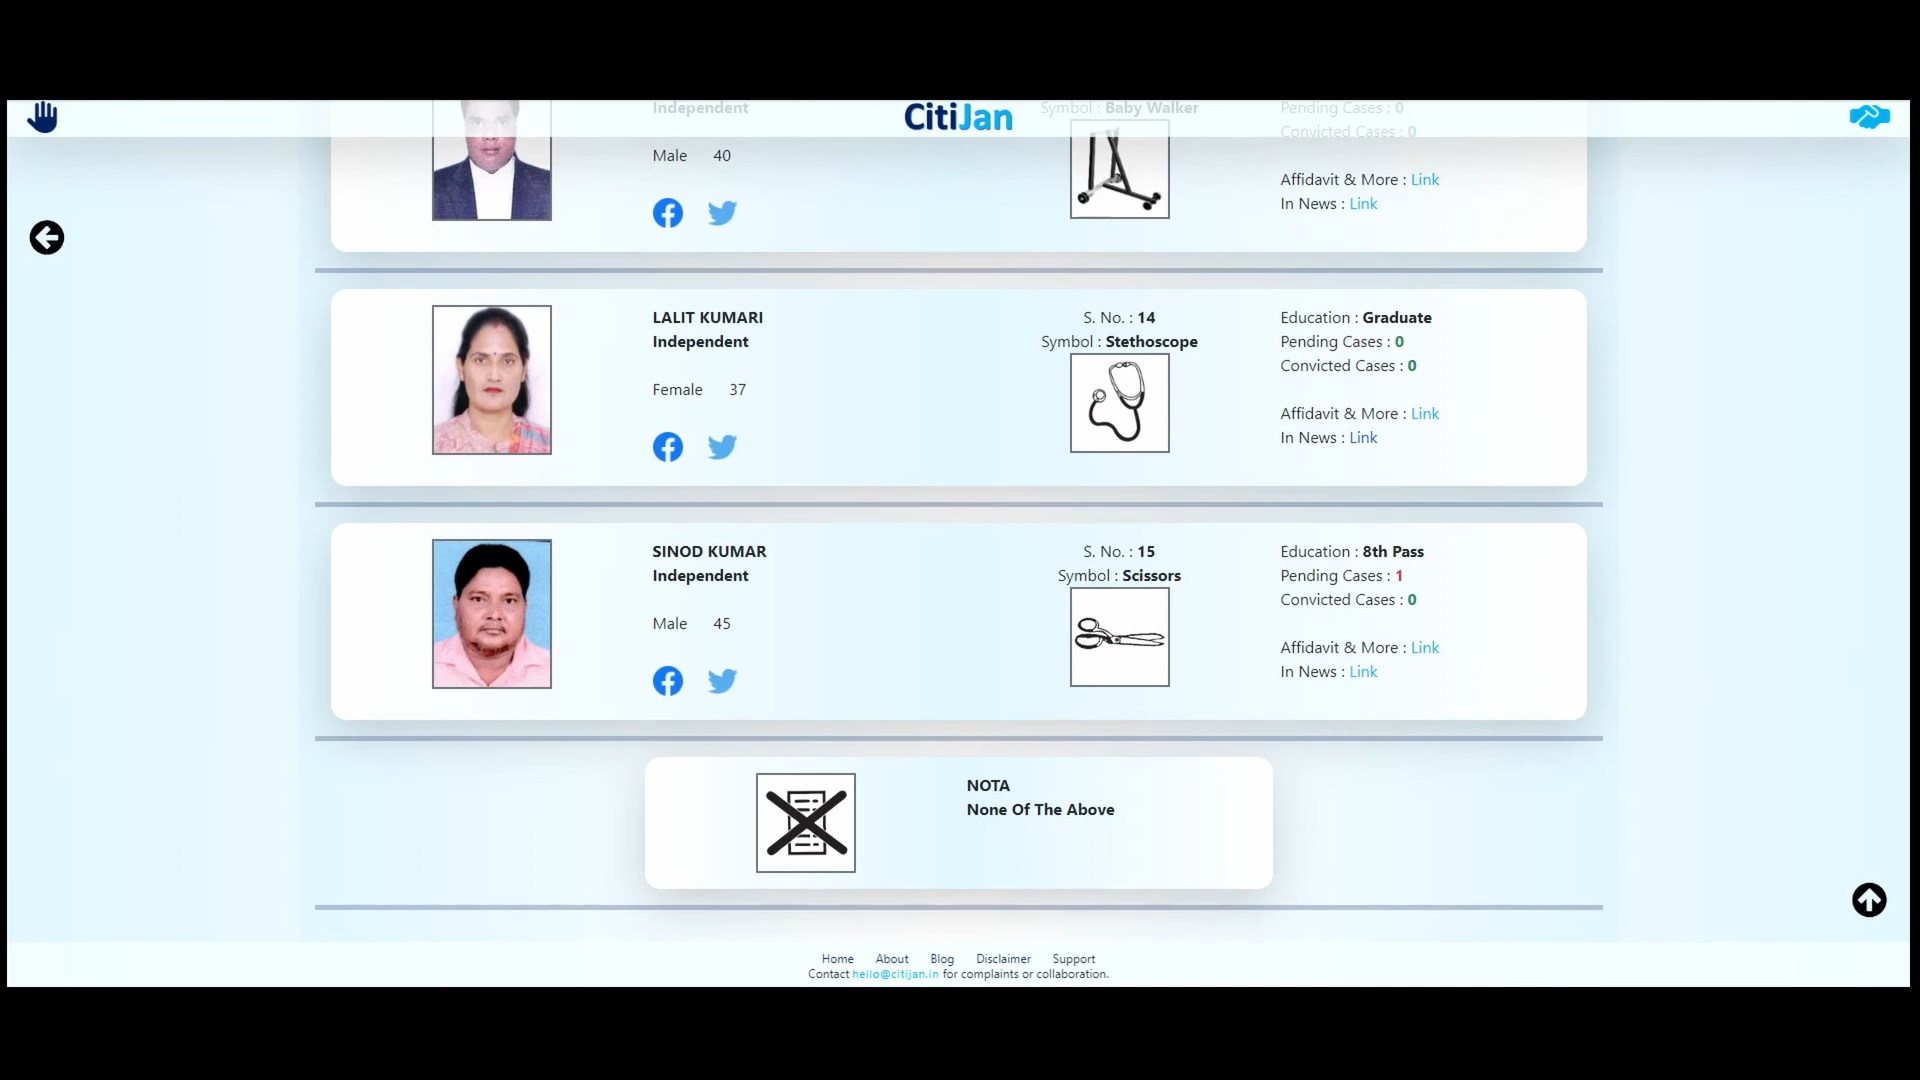 CitiJan
Independent
Male 40
Symbol : Baby Walker
Pending Cases : 0
Convicted Cases : 0
Affidavit & More : Link
In News : Link
LALIT KUMARI
Independent
Female 37
S. No. : 14
Symbol : Stethoscope
Education : Graduate
Pending Cases : 0
Convicted Cases : 0
Affidavit & More : Link
In News : Link
SINOD KUMAR
Independent
Male 45
S. No. : 15
Symbol : Scissors
Education : 8th Pass
Pending Cases : 1
Convicted Cases : 0
Affidavit & More : Link
In News : Link
NOTA
None Of The Above
Home About Blog Disclaimer Support
Contact hello@citijan.in for complaints or collaboration.